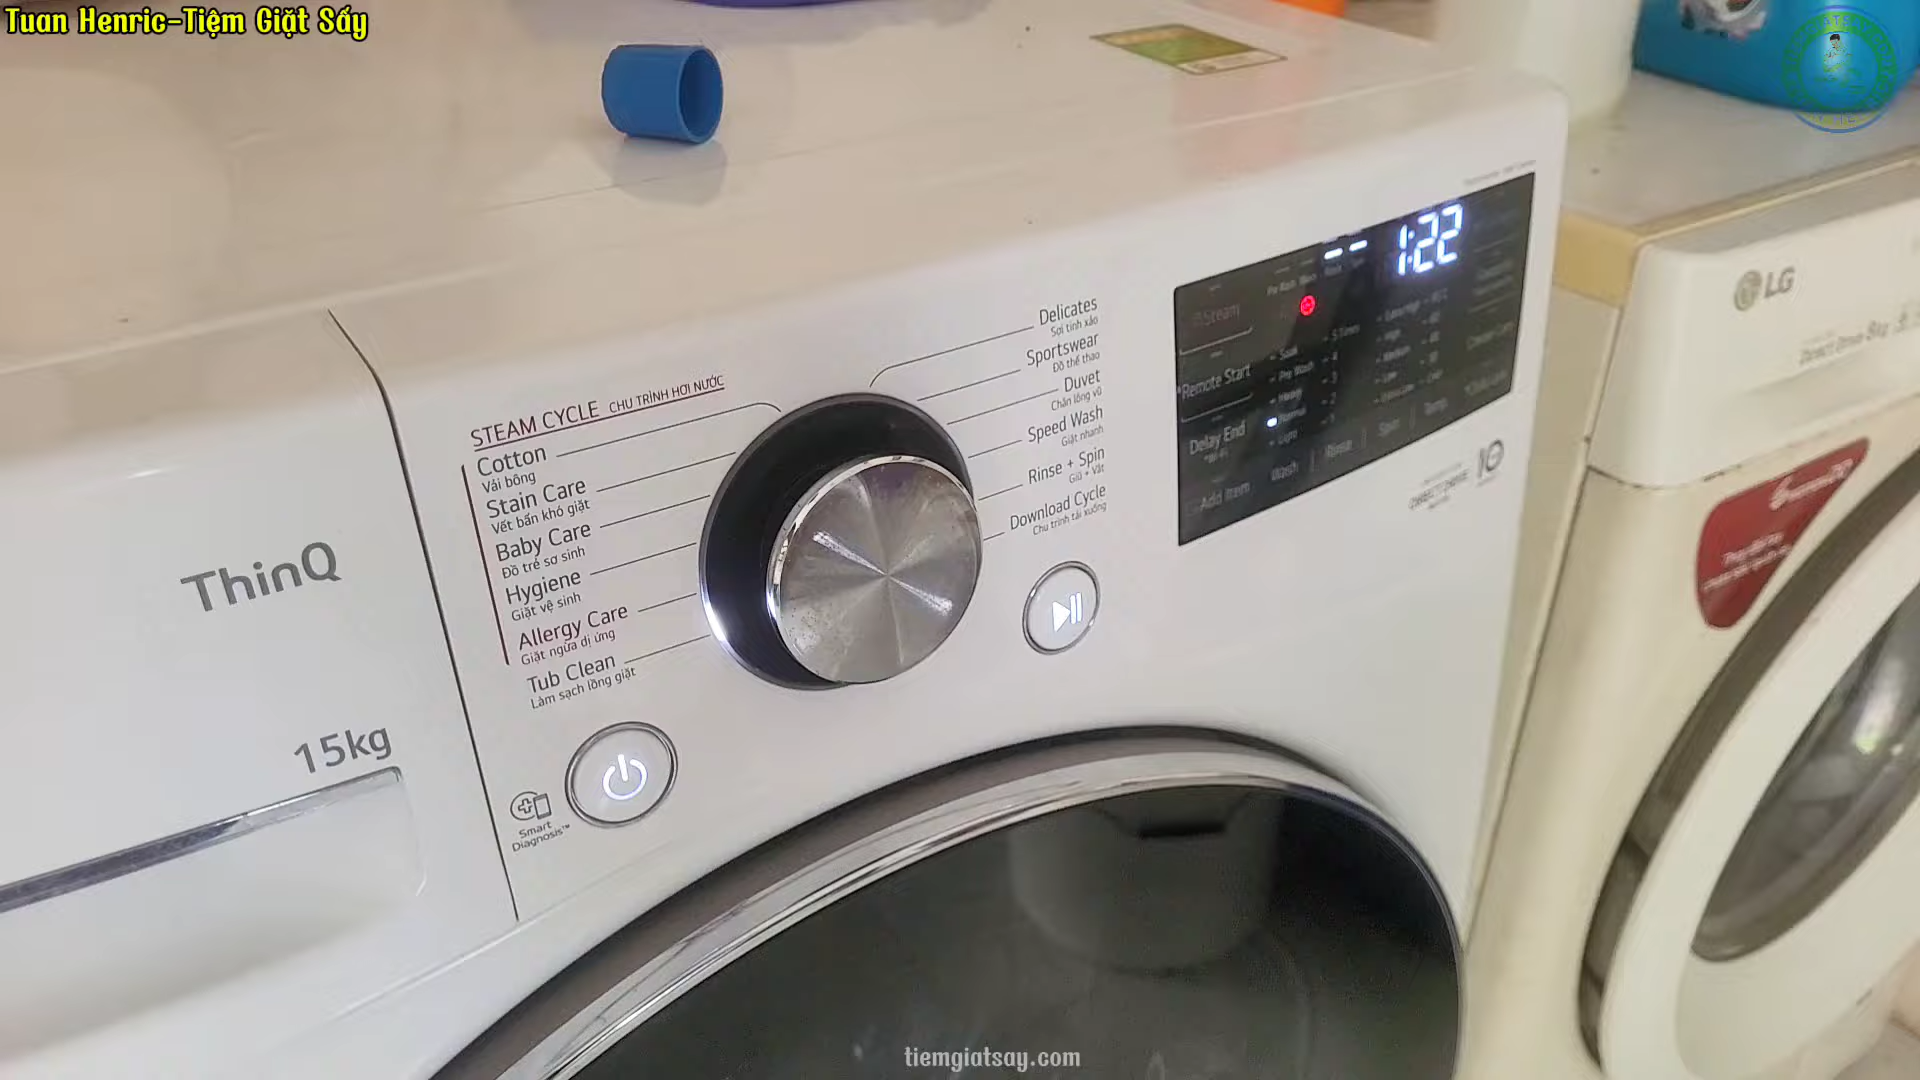 Tuan Henric-Tiệm Giặt Sấy
1:22
LG
Delicates
Sợi tinh xảo
Sportswear
Đồ thể thao
Duvet
Chăn lông vũ
Speed Wash
Giặt nhanh
Rinse + Spin
Giũ + Vắt
Download Cycle
Chu trình tải xuống
STEAM CYCLE CHU TRÌNH HƠI NƯỚC
Cotton
Vải bông
Stain Care
Vết bẩn khó giặt
Baby Care
Đồ trẻ sơ sinh
Hygiene
Giặt vệ sinh
Allergy Care
Giặt ngừa dị ứng
Tub Clean
Làm sạch lồng giặt
Steam
Remote Start
Delay End
Add Item
Wash
Rinse
Spin
Temp.
ThinQ
15kg
Smart
Diagnosis™
tiemgiatsay.com